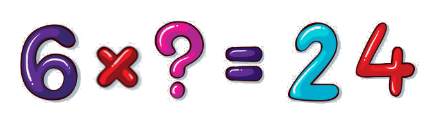 6 × ? = 24